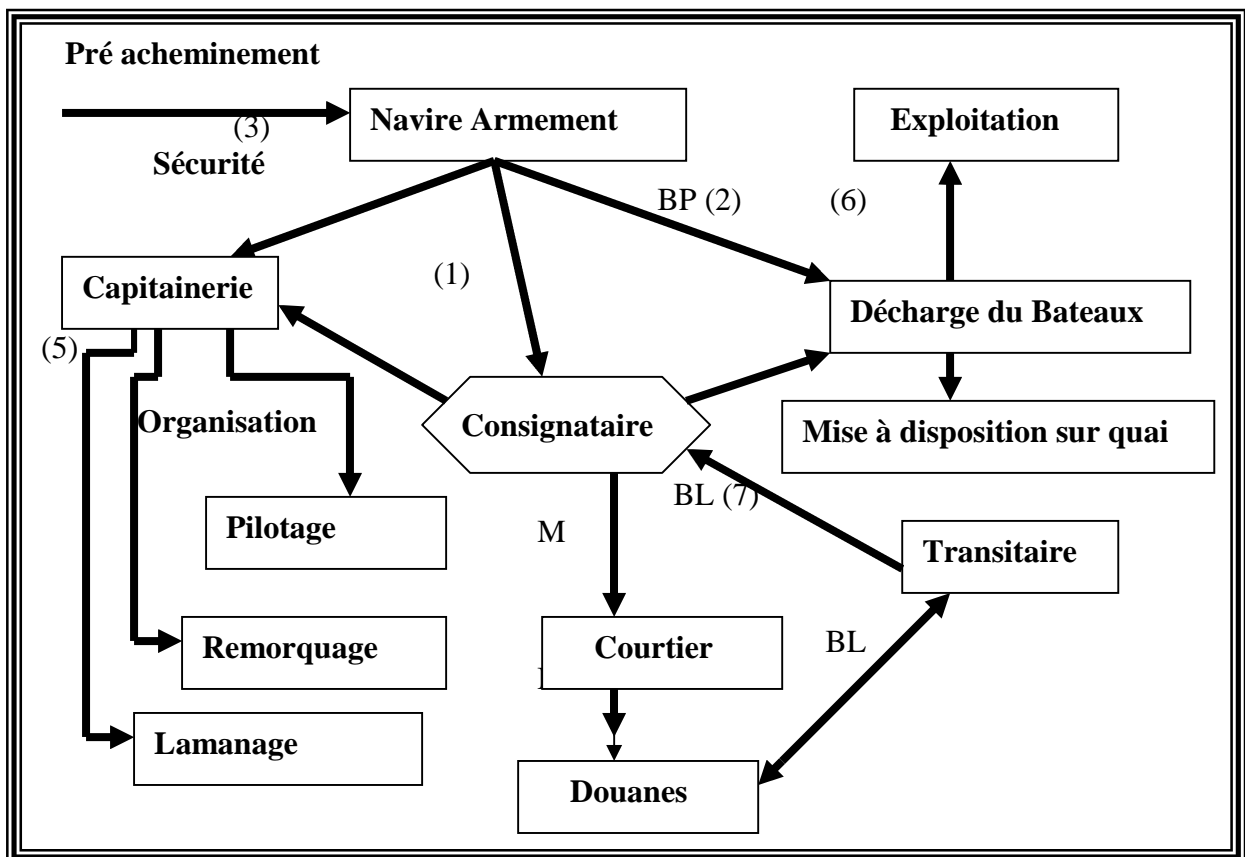 Pré acheminement
Navire Armement
Exploitation
(3)
Sécurité
BP (2)
(6)
(1)
Capitainerie
Décharge du Bateaux
(5)
Organisation
Consignataire
Mise à disposition sur quai
BL (7)
Pilotage
M
Transitaire
Remorquage
Courtier
BL
Lamanage
Douanes